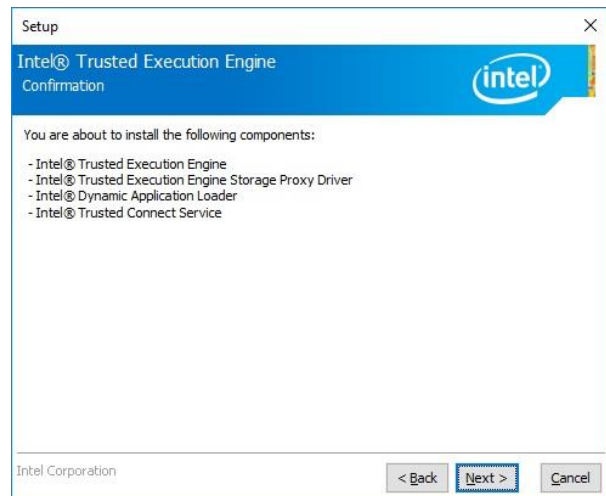 Setup
Intel® Trusted Execution Engine
Confirmation
intel
You are about to install the following components:
- Intel® Trusted Execution Engine
- Intel® Trusted Execution Engine Storage Proxy Driver
- Intel® Dynamic Application Loader
- Intel® Trusted Connect Service
Intel Corporation
< Back Next > Cancel